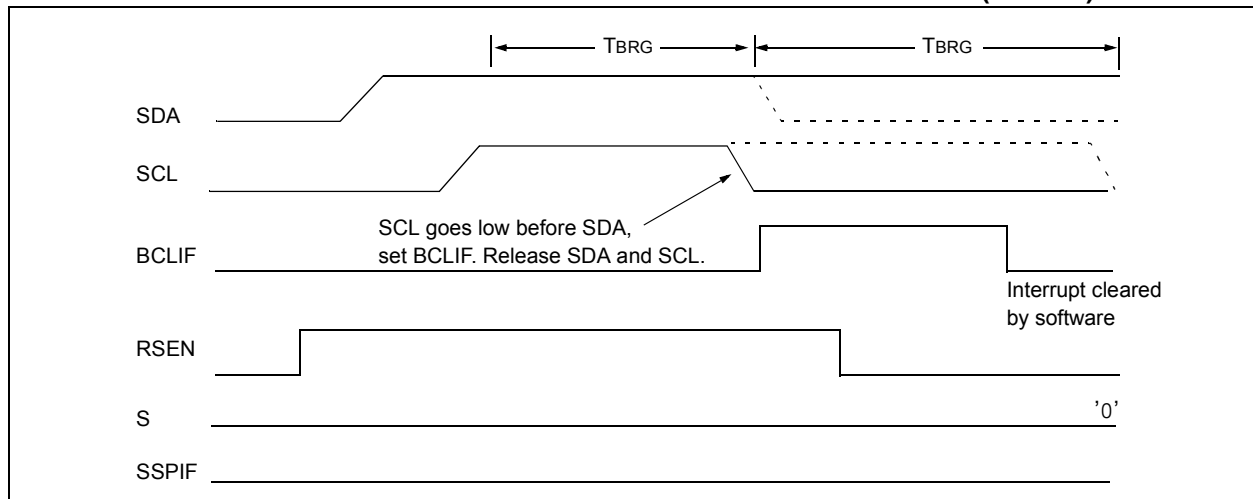 TBRG TBRG
SDA
SCL
SCL goes low before SDA,
set BCLIF. Release SDA and SCL.
BCLIF
Interrupt cleared
by software
RSEN
S '0'
SSPIF